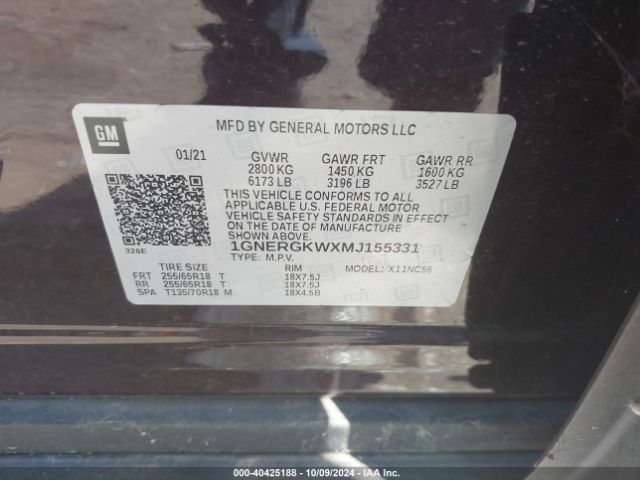 GM
MFD BY GENERAL MOTORS LLC
01/21 GVWR GAWR FRT GAWR RR
2800 KG 1450 KG 1600 KG
6173 LB 3196 LB 3527 LB
THIS VEHICLE CONFORMS TO ALL
APPLICABLE U.S. FEDERAL MOTOR
VEHICLE SAFETY STANDARDS IN EFFECT
ON THE DATE OF MANUFACTURE
SHOWN ABOVE.
326E 1GNERGKWXMJ155331
TYPE: M.P.V.
TIRE SIZE RIM MODEL: X11NC56
FRT 255/65R18 T 18X7.5J
RR 255/65R18 T 18X7.5J
SPA T135/70R18 M 18X4.5B
000-40425188 - 10/09/2024 - IAAI.COM